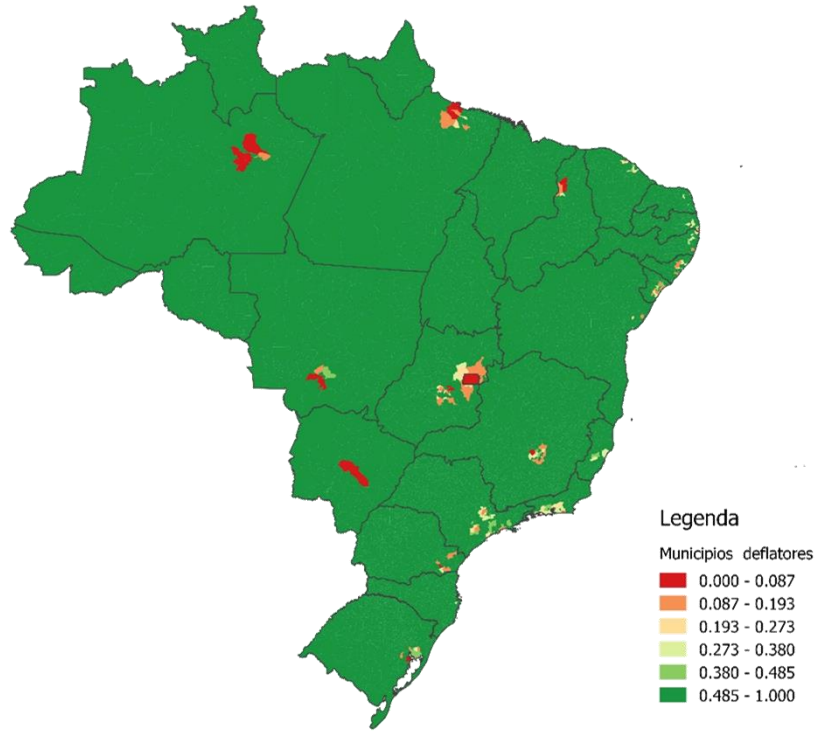 Legenda
Municipios deflatores
0.000 - 0.087
0.087 - 0.193
0.193 - 0.273
0.273 - 0.380
0.380 - 0.485
0.485 - 1.000